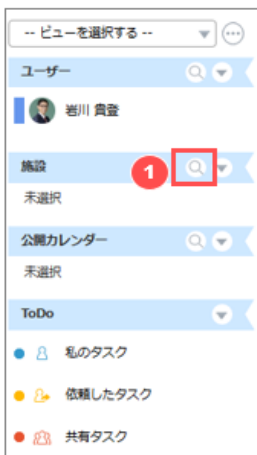 -- ビューを選択する --
ユーザー
岩川 貴登
施設
1
未選択
公開カレンダー
未選択
ToDo
私のタスク
依頼したタスク
共有タスク